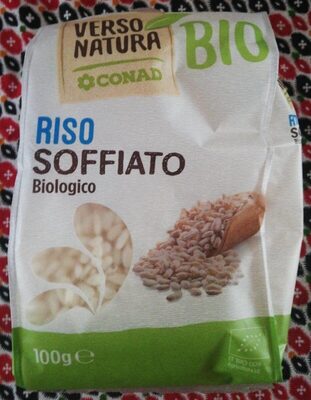 VERSO
NATURA
BIO
CONAD
RISO
SOFFIATO
Biologico
100g e